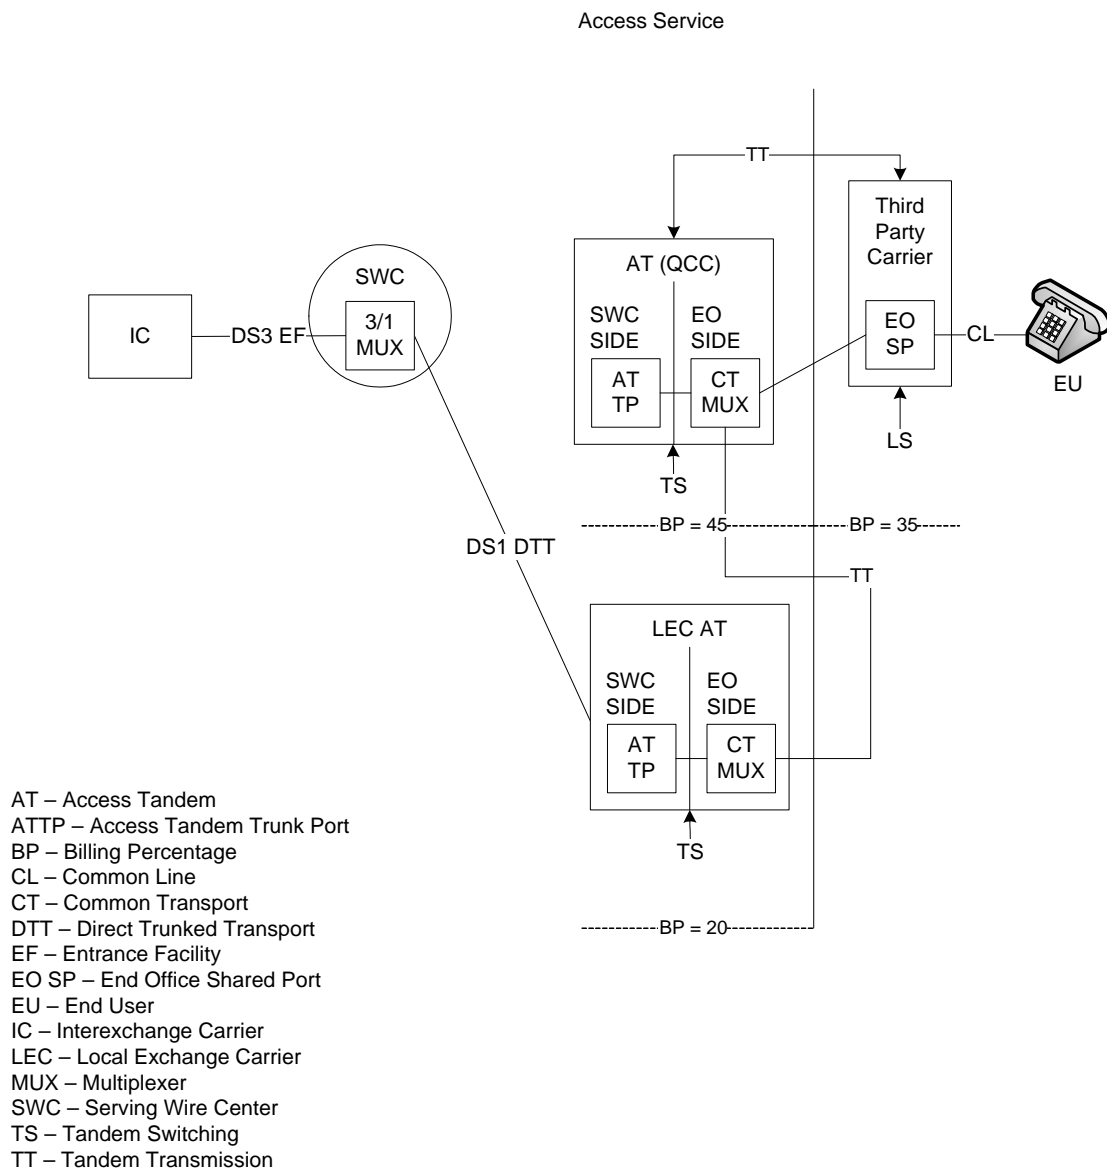 Access Service
TT
Third
Party
Carrier
AT (QCC)
SWC
SWC
SIDE
EO
SIDE
IC
DS3 EF
3/1
MUX
EO
SP
CL
EU
AT
TP
CT
MUX
LS
TS
BP = 45
BP = 35
DS1 DTT
TT
LEC AT
SWC
SIDE
EO
SIDE
AT
TP
CT
MUX
TS
BP = 20
AT – Access Tandem
ATTP – Access Tandem Trunk Port
BP – Billing Percentage
CL – Common Line
CT – Common Transport
DTT – Direct Trunked Transport
EF – Entrance Facility
EO SP – End Office Shared Port
EU – End User
IC – Interexchange Carrier
LEC – Local Exchange Carrier
MUX – Multiplexer
SWC – Serving Wire Center
TS – Tandem Switching
TT – Tandem Transmission